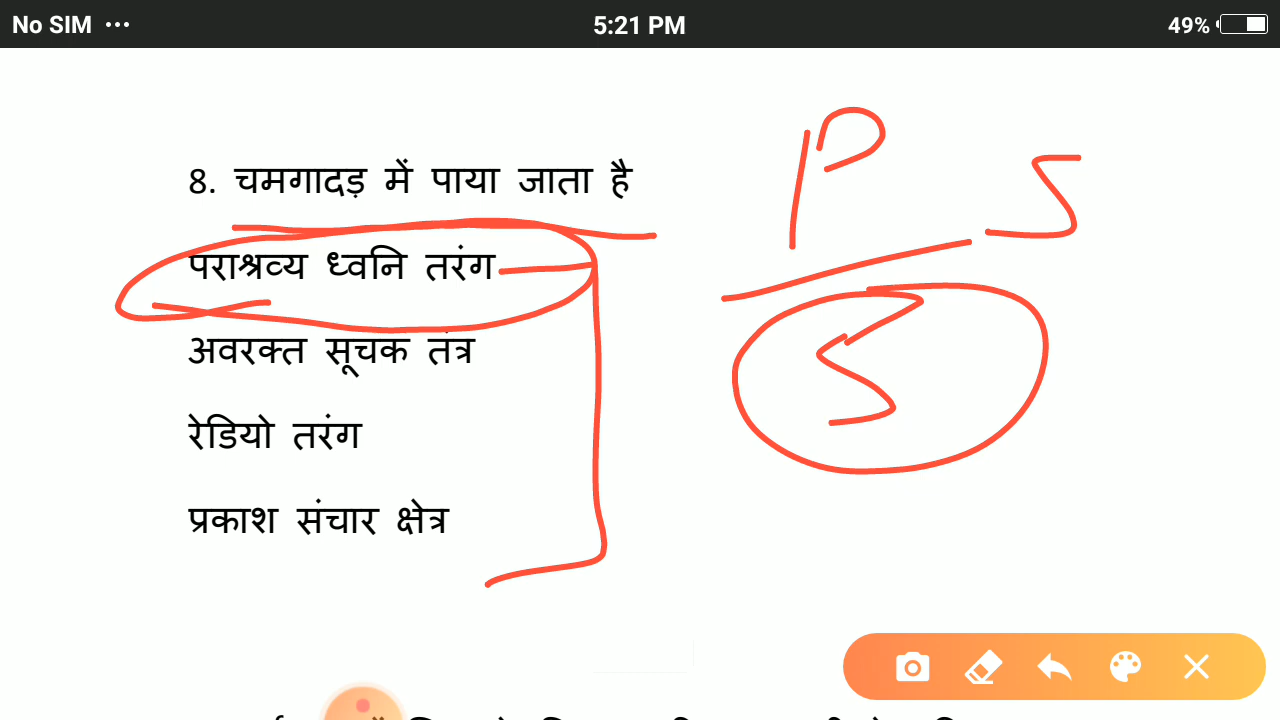 No SIM ...
5:21 PM
49%
8. चमगादड़ में पाया जाता है
पराश्रव्य ध्वनि तरंग
अवरक्त सूचक तंत्र
रेडियो तरंग
प्रकाश संचार क्षेत्र
P S
S